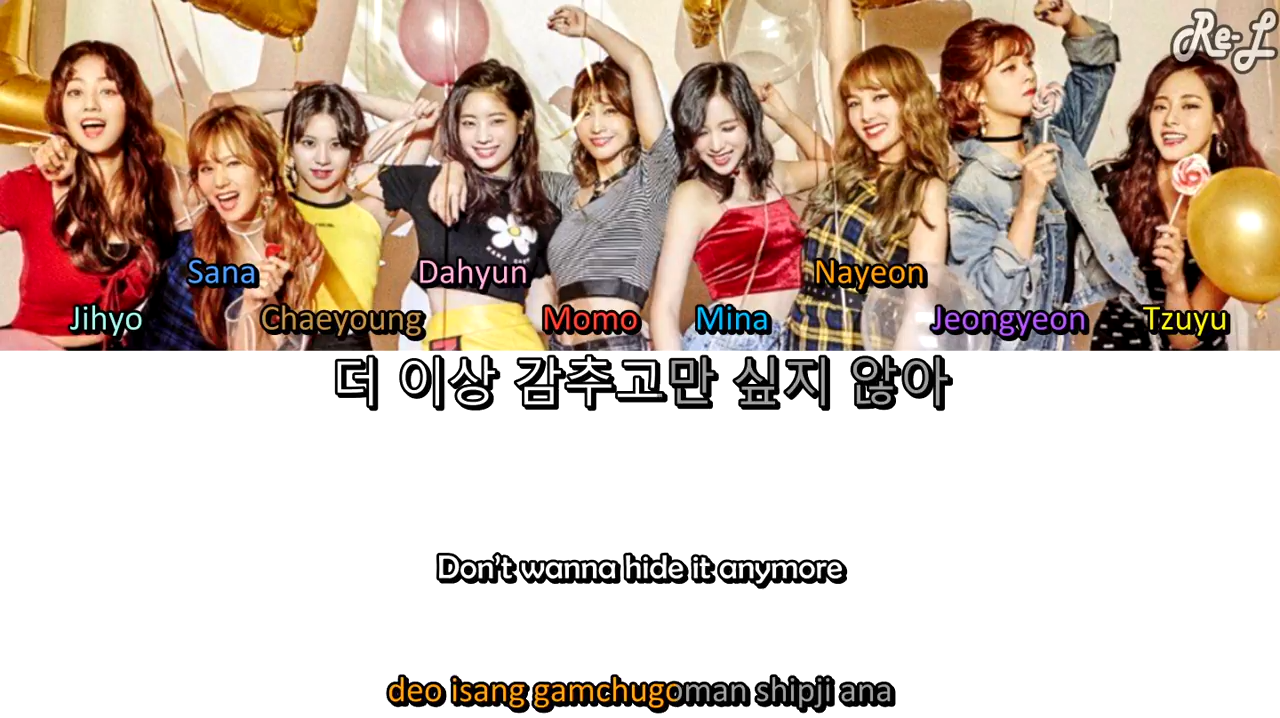 Re-L
Sana
Dahyun
Nayeon
Jihyo
Chaeyoung
Momo
Mina
Jeongyeon
Tzuyu
더 이상 감추고만 싶지 않아
Don't wanna hide it anymore
deo isang gamchugoman shipji ana